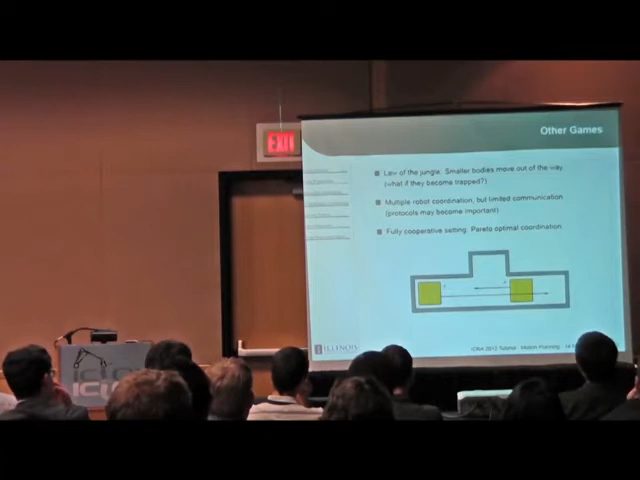 EXIT
Other Games
Law of the jungle. Smaller bodies move out of the way
(what if they become trapped?)
Multiple robot coordination, but limited communication
(protocols may become important)
Fully cooperative setting. Pareto optimal coordination.
ILLINOIS
ICRA 2012 Tutorial - Motion Planning